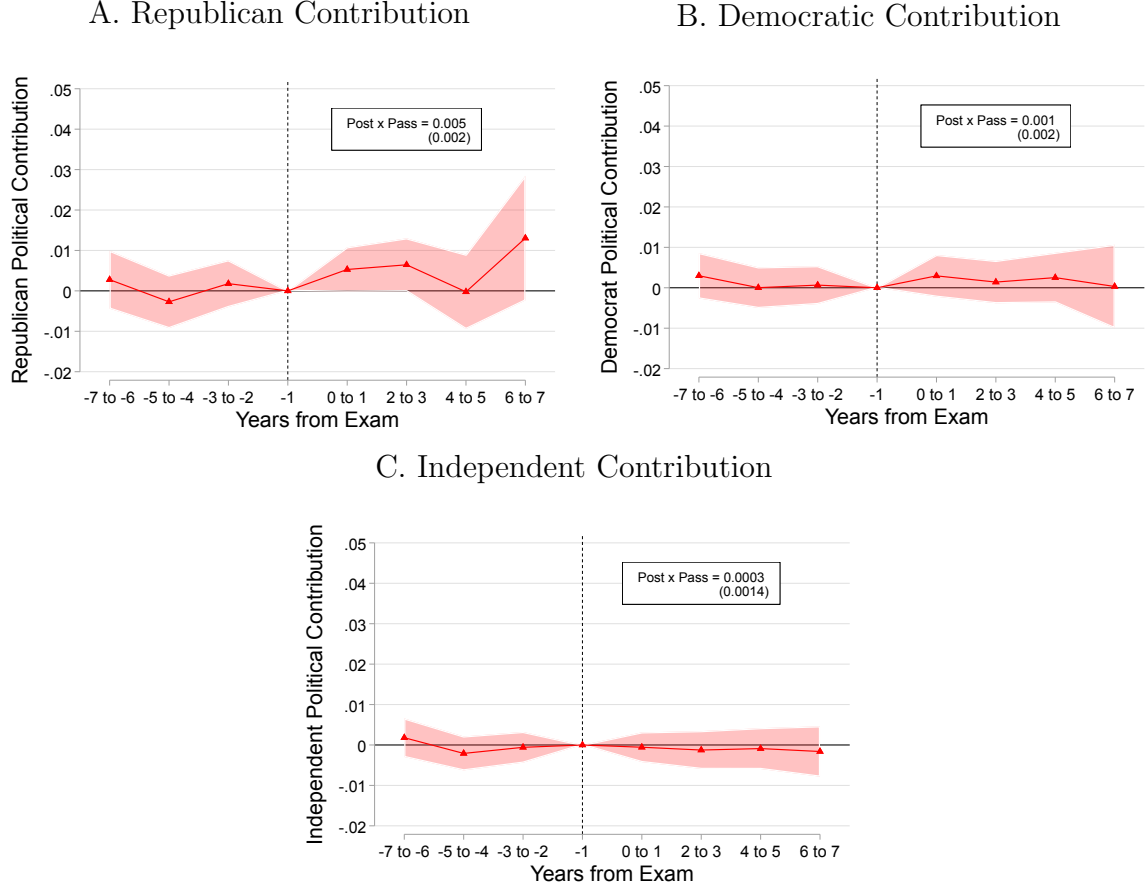 A. Republican Contribution
Republican Political Contribution
.05
.04
.03
.02
.01
0
-.01
-.02
Post x Pass = 0.005
(0.002)
-7 to -6 -5 to -4 -3 to -2 -1 0 to 1 2 to 3 4 to 5 6 to 7
Years from Exam
B. Democratic Contribution
Democrat Political Contribution
.05
.04
.03
.02
.01
0
-.01
-.02
Post x Pass = 0.001
(0.002)
-7 to -6 -5 to -4 -3 to -2 -1 0 to 1 2 to 3 4 to 5 6 to 7
Years from Exam
C. Independent Contribution
Independent Political Contribution
.05
.04
.03
.02
.01
0
-.01
-.02
Post x Pass = 0.0003
(0.0014)
-7 to -6 -5 to -4 -3 to -2 -1 0 to 1 2 to 3 4 to 5 6 to 7
Years from Exam